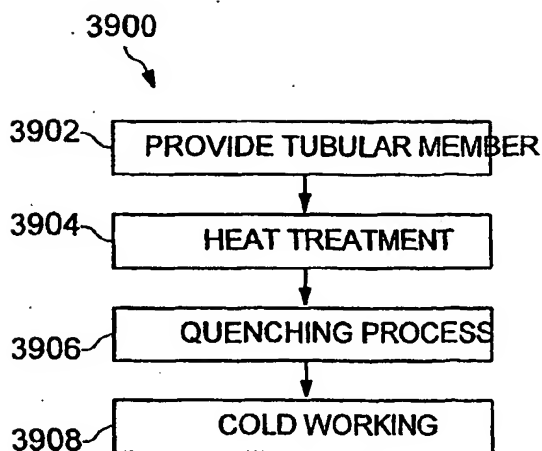 3900
3902 PROVIDE TUBULAR MEMBER
3904 HEAT TREATMENT
3906 QUENCHING PROCESS
3908 COLD WORKING